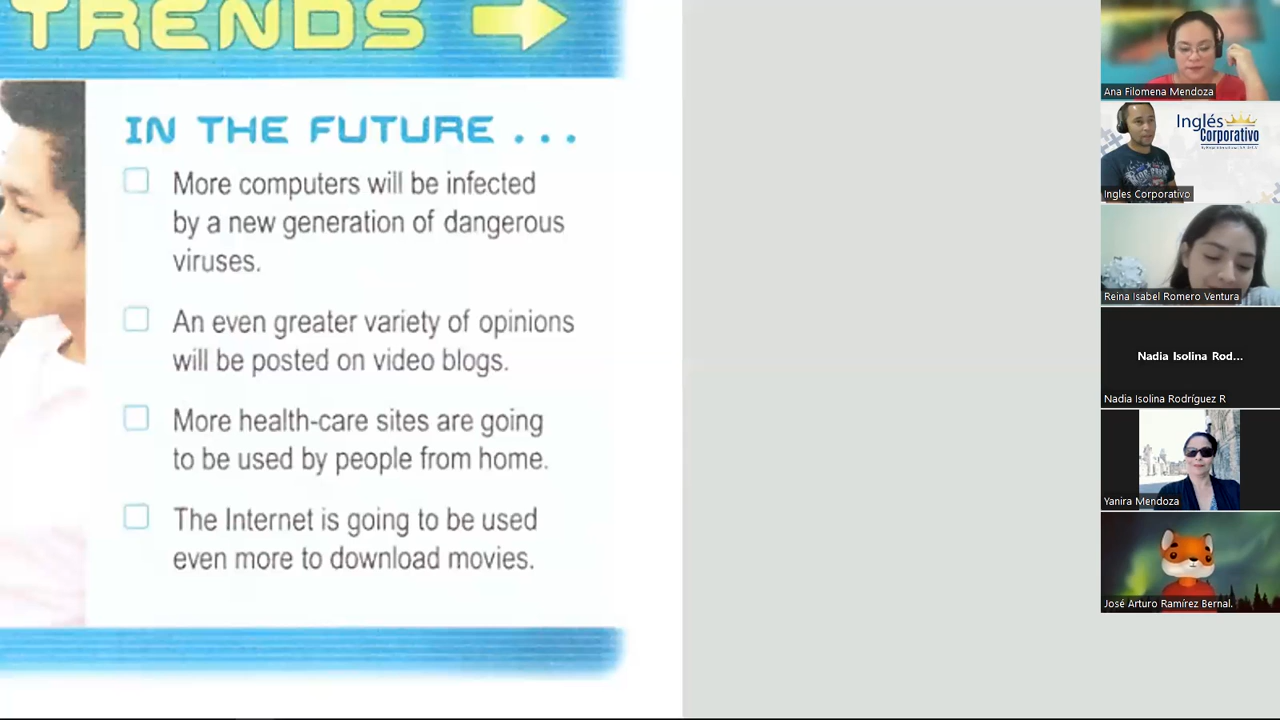 TRENDS
IN THE FUTURE . . .
More computers will be infected
by a new generation of dangerous
viruses.
An even greater variety of opinions
will be posted on video blogs.
More health-care sites are going
to be used by people from home.
The Internet is going to be used
even more to download movies.
Ana Filomena Mendoza
Inglés
Corporativo
Ingles Corporativo
Reina Isabel Romero Ventura
Nadia Isolina Rod...
Nadia Isolina Rodríguez R
Yanira Mendoza
José Arturo Ramírez Bernal.